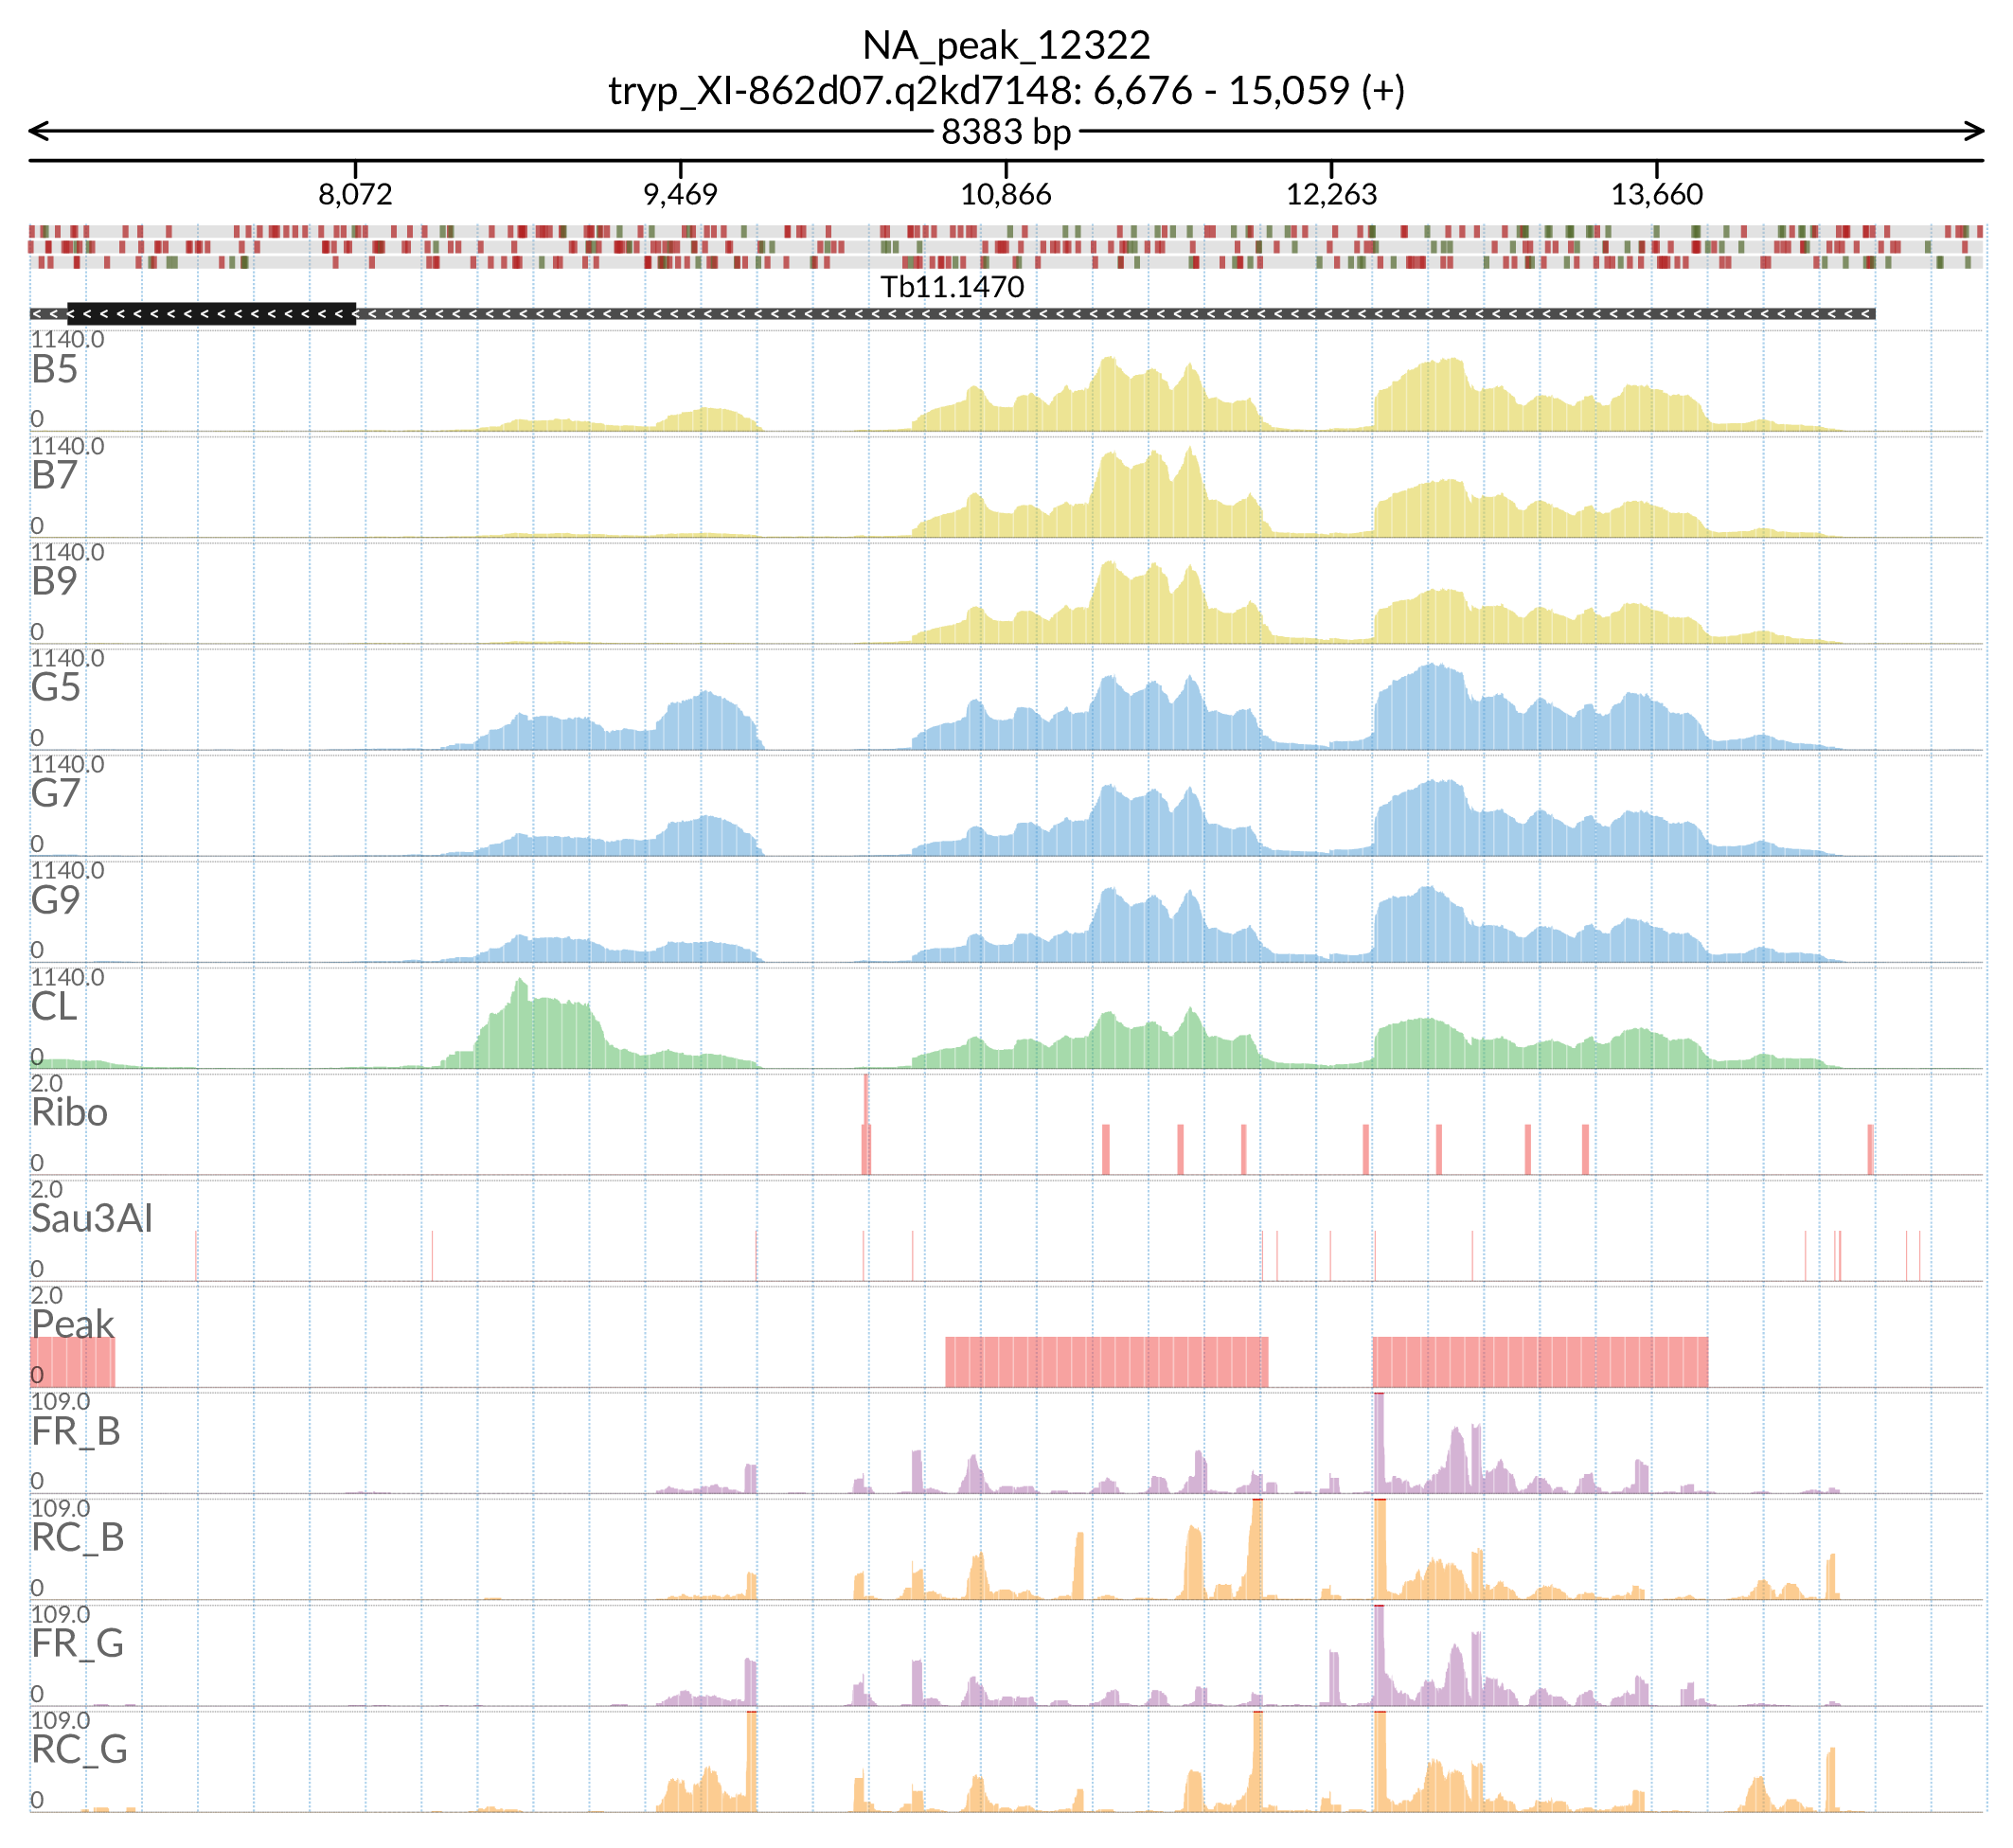 NA_peak_12322
tryp_XI-862d07.q2kd7148: 6,676 - 15,059 (+)
8383 bp
8,072 9,469 10,866 12,263 13,660
Tb11.1470
1140.0
B5
0
1140.0
B7
0
1140.0
B9
0
1140.0
G5
0
1140.0
G7
0
1140.0
G9
0
1140.0
CL
0
2.0
Ribo
0
2.0
Sau3AI
0
2.0
Peak
0
109.0
FR_B
0
109.0
RC_B
0
109.0
FR_G
0
109.0
RC_G
0